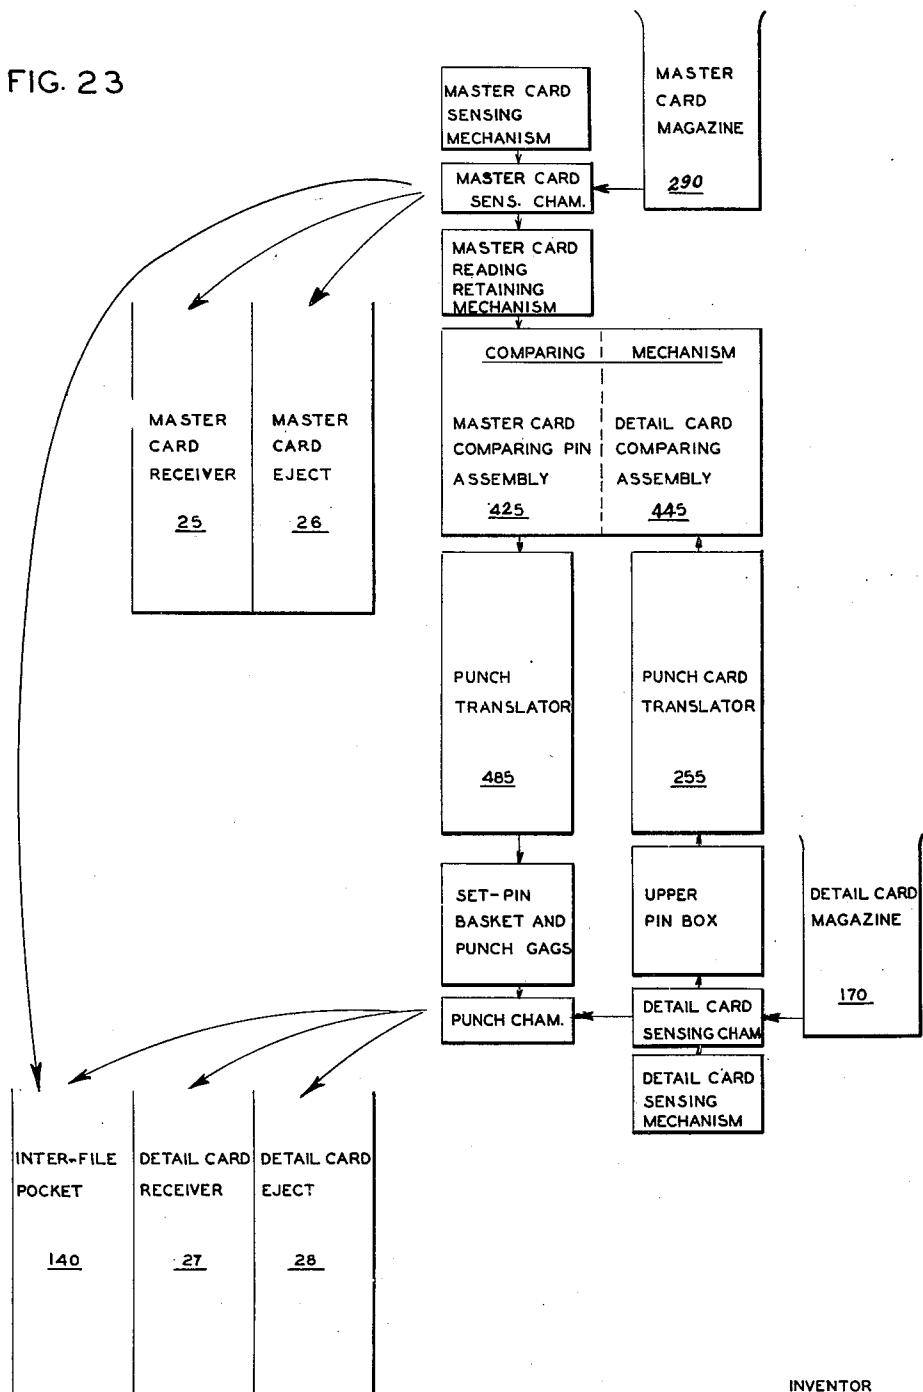 FIG. 23
MASTER CARD
SENSING
MECHANISM
MASTER
CARD
MAGAZINE
290
MASTER CARD
SENS. CHAM.
MASTER CARD
READING
RETAINING
MECHANISM
COMPARING MECHANISM
MASTER CARD
COMPARING PIN
ASSEMBLY
425
DETAIL CARD
COMPARING
ASSEMBLY
445
MASTER
CARD
RECEIVER
25
MASTER
CARD
EJECT
26
PUNCH
TRANSLATOR
485
PUNCH CARD
TRANSLATOR
255
SET-PIN
BASKET AND
PUNCH GAGS
UPPER
PIN BOX
DETAIL CARD
MAGAZINE
170
PUNCH CHAM.
DETAIL CARD
SENSING CHAM
DETAIL CARD
SENSING
MECHANISM
INTER-FILE
POCKET
140
DETAIL CARD
RECEIVER
27
DETAIL CARD
EJECT
28
INVENTOR